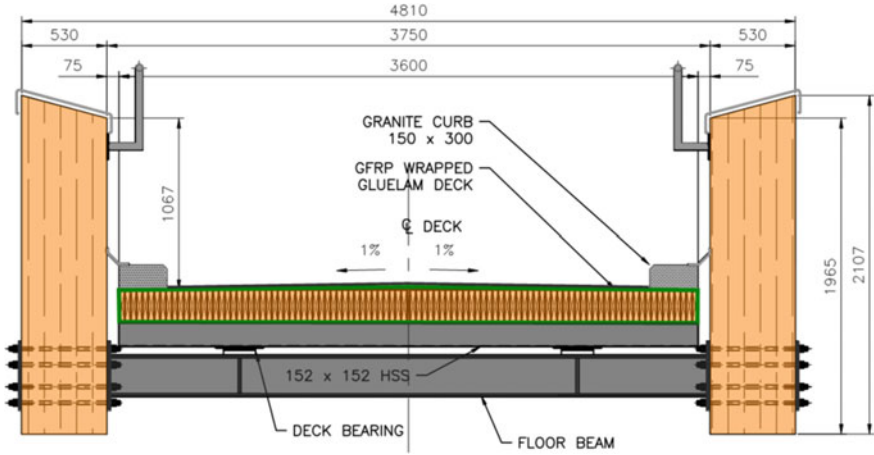 4810
530
3750
530
75
3600
75
GRANITE CURB
150 x 300
GFRP WRAPPED
GLUELAM DECK
℄ DECK
1%
1%
1067
1965
2107
152 x 152 HSS
DECK BEARING
FLOOR BEAM